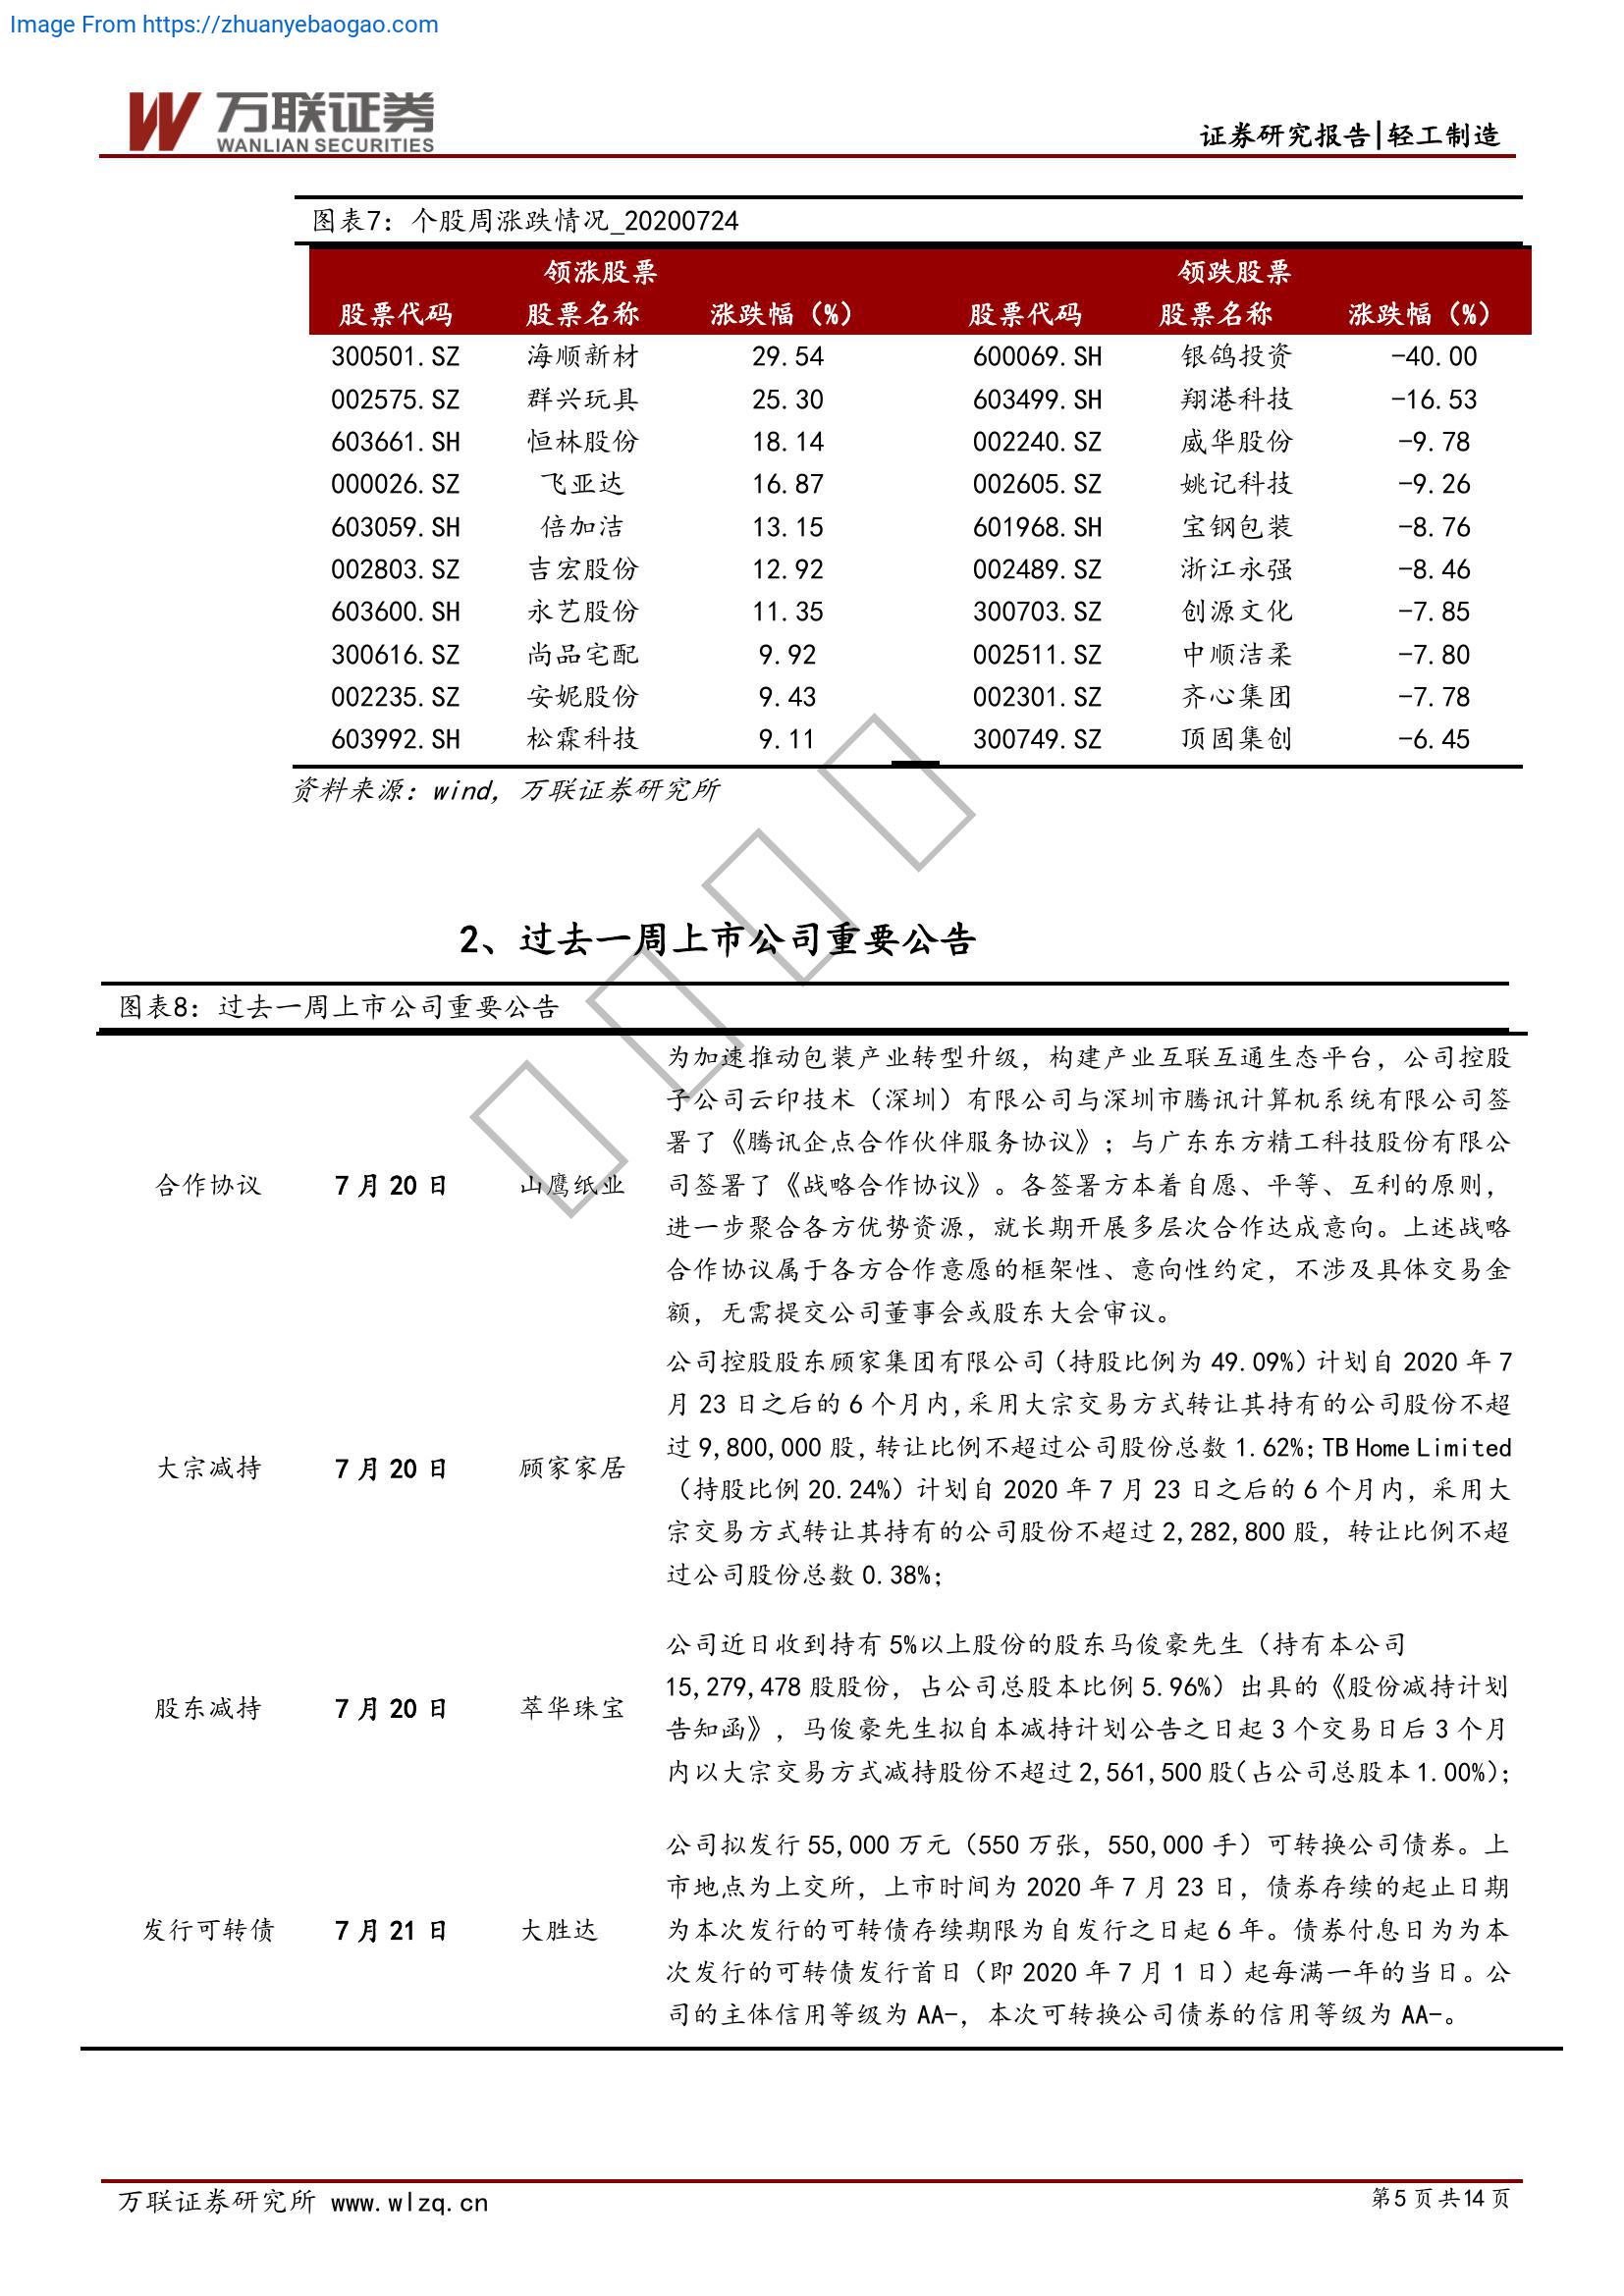 Image From https://zhuanyebaogao.com
万联证券
WANLIAN SECURITIES
证券研究报告|轻工制造
图表7：个股周涨跌情况_20200724
领涨股票 领跌股票
股票代码 股票名称 涨跌幅（%） 股票代码 股票名称 涨跌幅（%）
300501.SZ 海顺新材 29.54 600069.SH 银鸽投资 -40.00
002575.SZ 群兴玩具 25.30 603499.SH 翔港科技 -16.53
603661.SH 恒林股份 18.14 002240.SZ 威华股份 -9.78
000026.SZ 飞亚达 16.87 002605.SZ 姚记科技 -9.26
603059.SH 倍加洁 13.15 601968.SH 宝钢包装 -8.76
002803.SZ 吉宏股份 12.92 002489.SZ 浙江永强 -8.46
603600.SH 永艺股份 11.35 300703.SZ 创源文化 -7.85
300616.SZ 尚品宅配 9.92 002511.SZ 中顺洁柔 -7.80
002235.SZ 安妮股份 9.43 002301.SZ 齐心集团 -7.78
603992.SH 松霖科技 9.11 300749.SZ 顶固集创 -6.45
资料来源：wind, 万联证券研究所
2、过去一周上市公司重要公告
图表8：过去一周上市公司重要公告
为加速推动包装产业转型升级，构建产业互联互通生态平台，公司控股
子公司云印技术（深圳）有限公司与深圳市腾讯计算机系统有限公司签
署了《腾讯企点合作伙伴服务协议》；与广东东方精工科技股份有限公
合作协议 7月20日 山鹰纸业 司签署了《战略合作协议》。各签署方本着自愿、平等、互利的原则，
进一步聚合各方优势资源，就长期开展多层次合作达成意向。上述战略
合作协议属于各方合作意愿的框架性、意向性约定，不涉及具体交易金
额，无需提交公司董事会或股东大会审议。
公司控股股东顾家集团有限公司（持股比例为49.09%）计划自2020年7
月23日之后的6个月内,采用大宗交易方式转让其持有的公司股份不超
过9,800,000股,转让比例不超过公司股份总数1.62%;TB Home Limited
大宗减持 7月20日 顾家家居
（持股比例20.24%）计划自2020年7月23日之后的6个月内，采用大
宗交易方式转让其持有的公司股份不超过2,282,800股，转让比例不超
过公司股份总数0.38%;
公司近日收到持有5%以上股份的股东马俊豪先生（持有本公司
15,279,478股股份，占公司总股本比例5.96%）出具的《股份减持计划
股东减持 7月20日 萃华珠宝
告知函》，马俊豪先生拟自本减持计划公告之日起3个交易日后3个月
内以大宗交易方式减持股份不超过2,561,500股（占公司总股本1.00%）;
公司拟发行55,000万元（550万张，550,000手）可转换公司债券。上
市地点为上交所，上市时间为2020年7月23日，债券存续的起止日期
发行可转债 7月21日 大胜达 为本次发行的可转债存续期限为自发行之日起6年。债券付息日为为本
次发行的可转债发行首日（即2020年7月1日）起每满一年的当日。公
司的主体信用等级为AA-，本次可转换公司债券的信用等级为AA-。
万联证券研究所 www.wlzq.cn 第5页共14页